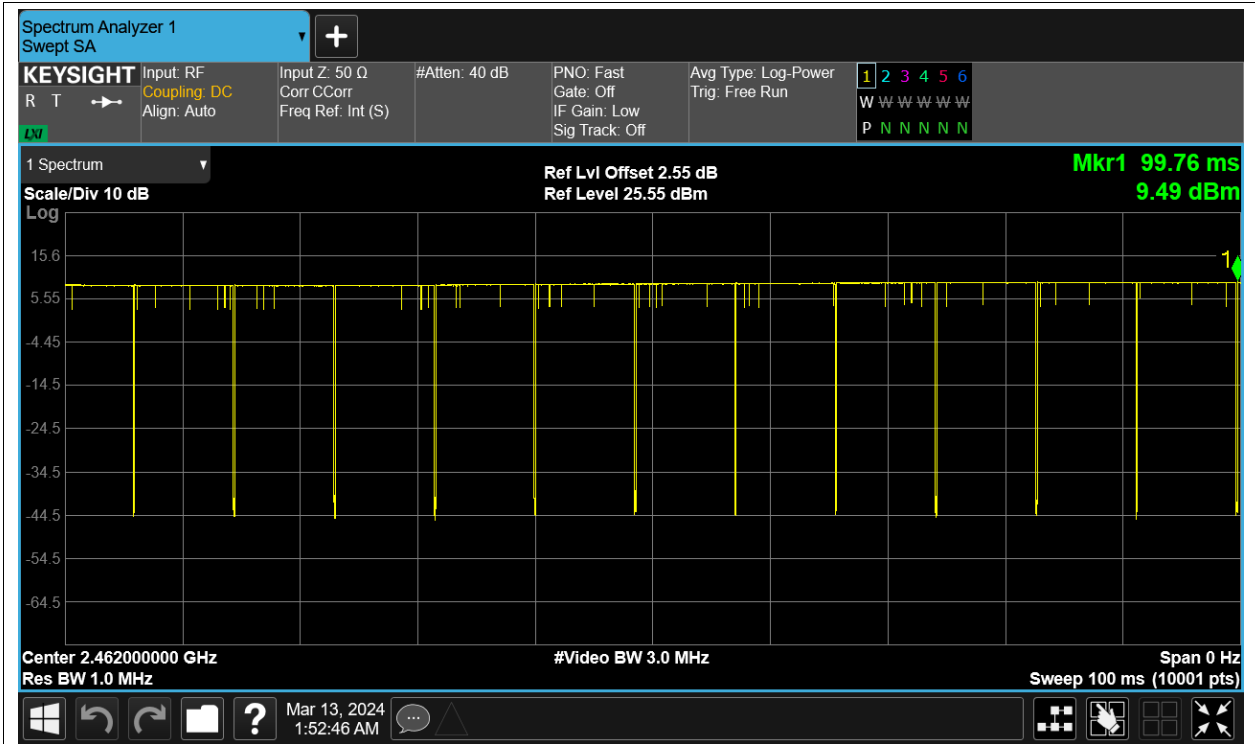 Spectrum Analyzer 1
Swept SA
KEYSIGHT
R T
LXI
Input: RF
Coupling: DC
Align: Auto
Input Z: 50 Ω
Corr CCorr
Freq Ref: Int (S)
#Atten: 40 dB
PNO: Fast
Gate: Off
IF Gain: Low
Sig Track: Off
Avg Type: Log-Power
Trig: Free Run
1 2 3 4 5 6
W W W W W W
P N N N N N
1 Spectrum
Scale/Div 10 dB
Log
Ref Lvl Offset 2.55 dB
Ref Level 25.55 dBm
Mkr1 99.76 ms
9.49 dBm
1
15.6
5.55
-4.45
-14.5
-24.5
-34.5
-44.5
-54.5
-64.5
Center 2.462000000 GHz
Res BW 1.0 MHz
#Video BW 3.0 MHz
Span 0 Hz
Sweep 100 ms (10001 pts)
?
Mar 13, 2024
1:52:46 AM